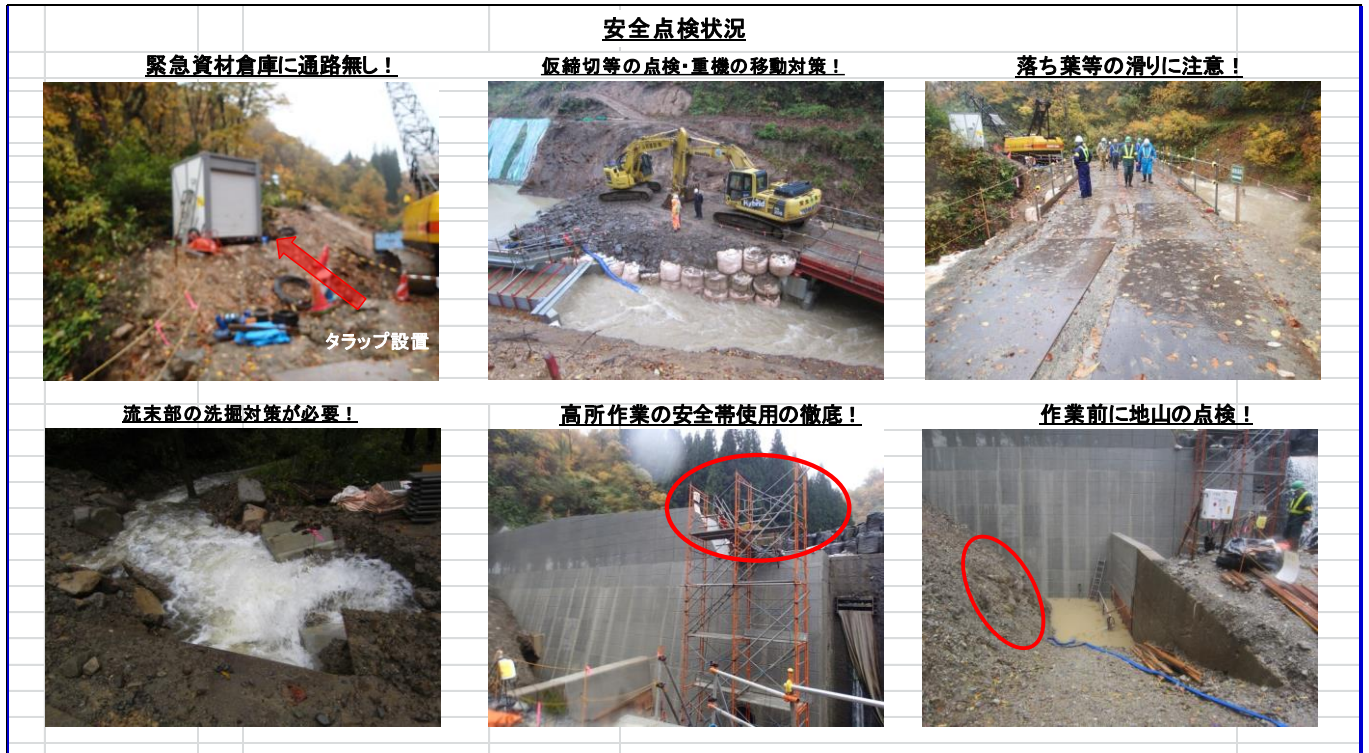 安全点検状況
緊急資材倉庫に通路無し！
仮締切等の点検・重機の移動対策！
落ち葉等の滑りに注意！
タラップ設置
Hybrid
流末部の洗掘対策が必要！
高所作業の安全帯使用の徹底！
作業前に地山の点検！